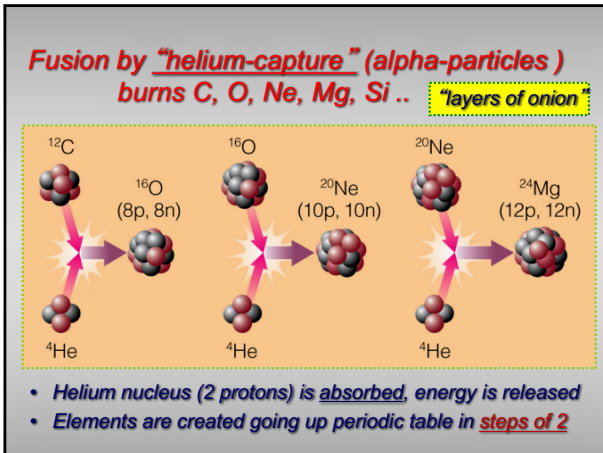 Fusion by "helium-capture" (alpha-particles )
burns C, O, Ne, Mg, Si ..
"layers of onion"
¹²C
¹⁶O
(8p, 8n)
⁴He
¹⁶O
²⁰Ne
(10p, 10n)
⁴He
²⁰Ne
²⁴Mg
(12p, 12n)
⁴He
• Helium nucleus (2 protons) is absorbed, energy is released
• Elements are created going up periodic table in steps of 2